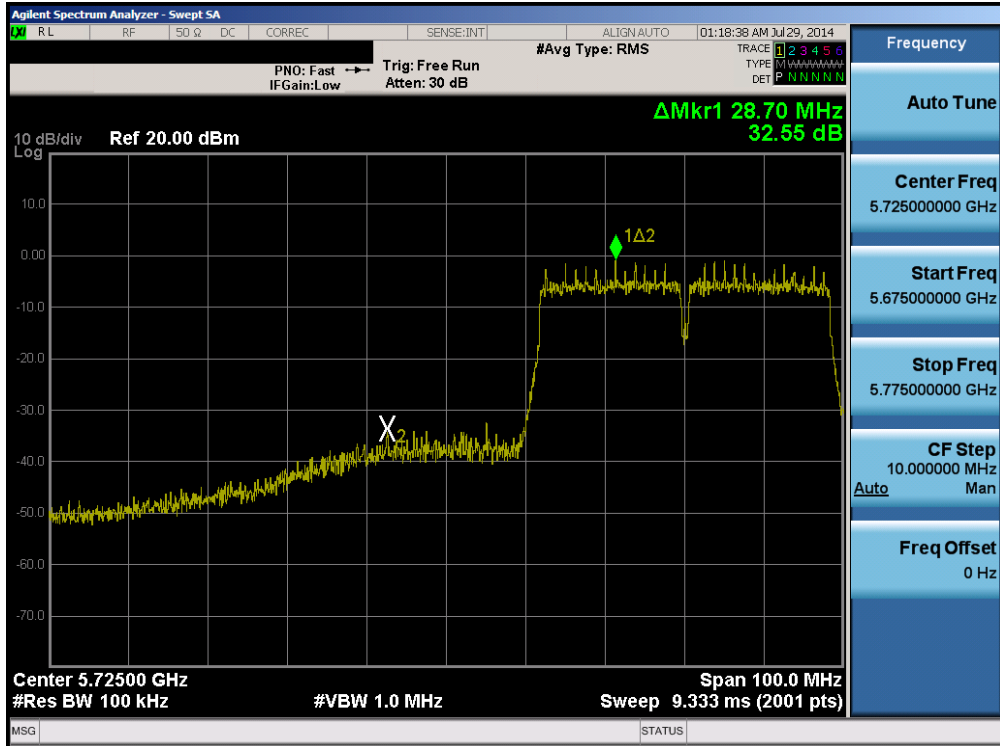 Agilent Spectrum Analyzer - Swept SA
LXI RL RF 50 Ω DC CORREC SENSE:INT ALIGN AUTO 01:18:38 AM Jul 29, 2014
#Avg Type: RMS TRACE 1 2 3 4 5 6
PNO: Fast Trig: Free Run TYPE M
IFGain:Low Atten: 30 dB DET P N N N N N
ΔMkr1 28.70 MHz
32.55 dB
10 dB/div Ref 20.00 dBm
Log
10.0
0.00
-10.0
-20.0
-30.0
-40.0
-50.0
-60.0
-70.0
1Δ2
X2
Center 5.72500 GHz Span 100.0 MHz
#Res BW 100 kHz #VBW 1.0 MHz Sweep 9.333 ms (2001 pts)
MSG STATUS
Frequency
Auto Tune
Center Freq
5.725000000 GHz
Start Freq
5.675000000 GHz
Stop Freq
5.775000000 GHz
CF Step
10.000000 MHz
Auto Man
Freq Offset
0 Hz